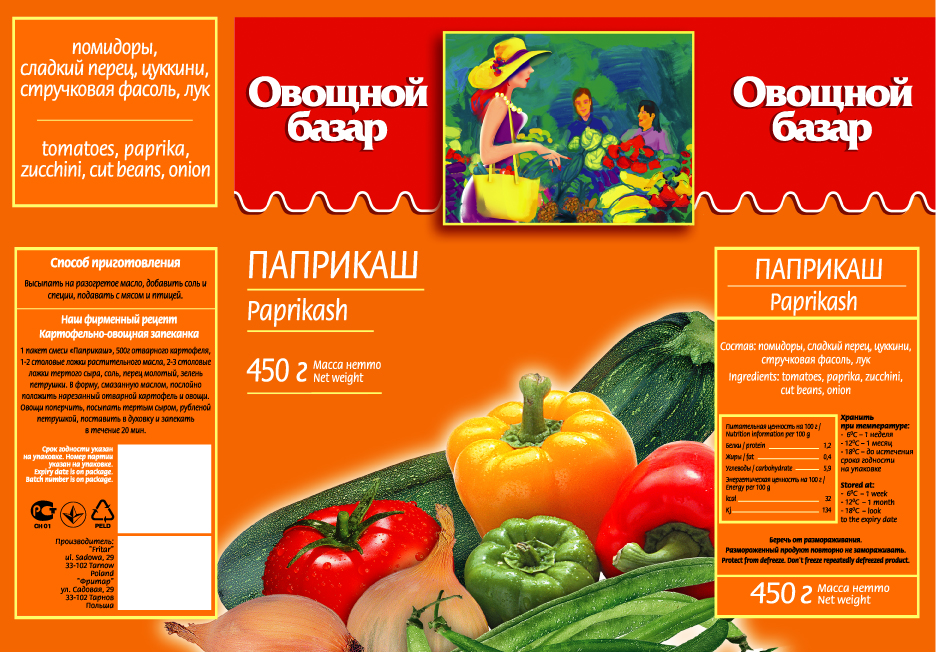 помидоры,
сладкий перец, цуккини,
стручковая фасоль, лук
tomatoes, paprika,
zucchini, cut beans, onion
Овощной
базар
Овощной
базар
Способ приготовления
Высыпать на разогретое масло, добавить соль и
специи, подавать с мясом и птицей.
Наш фирменный рецепт
Картофельно-овощная запеканка
1 пакет смеси «Паприкаш», 500г отварного картофеля,
1-2 столовые ложки растительного масла, 2-3 столовые
ложки тертого сыра, соль, перец молотый, зелень
петрушки. В форму, смазанную маслом, послойно
положить нарезанный отварной картофель и овощи.
Овощи поперчить, посыпать тертым сыром, рубленой
петрушкой, поставить в духовку и запекать
в течение 20 мин.
Срок годности указан
на упаковке. Номер партии
указан на упаковке.
Expiry date is on package.
Batch number is on package.
СН 01
PELD
Производитель:
"Fritar"
ul. Sadowa, 29
33-102 Tarnow
Poland
"Фритар"
ул. Садовая, 29
33-102 Тарнов
Польша
ПАПРИКАШ
Paprikash
450 г Масса нетто
Net weight
ПАПРИКАШ
Paprikash
Состав: помидоры, сладкий перец, цуккини,
стручковая фасоль, лук
Ingredients: tomatoes, paprika, zucchini,
cut beans, onion
Питательная ценность на 100 г /
Nutrition information per 100 g
Белки / protein 1,2
Жиры / fat 0,4
Углеводы / carbohydrate 5,9
Энергетическая ценность на 100 г /
Energy per 100 g
kcal 32
Kj 134
Хранить
при температуре:
- 6ºC – 1 неделя
- 12ºC – 1 месяц
- 18ºC – до истечения
срока годности
на упаковке
Stored at:
- 6ºC – 1 week
- 12ºC – 1 month
- 18ºC – look
to the expiry date
Беречь от размораживания.
Размороженный продукт повторно не замораживать.
Protect from defreeze. Don`t freeze repeatedly defreezed product.
450 г Масса нетто
Net weight